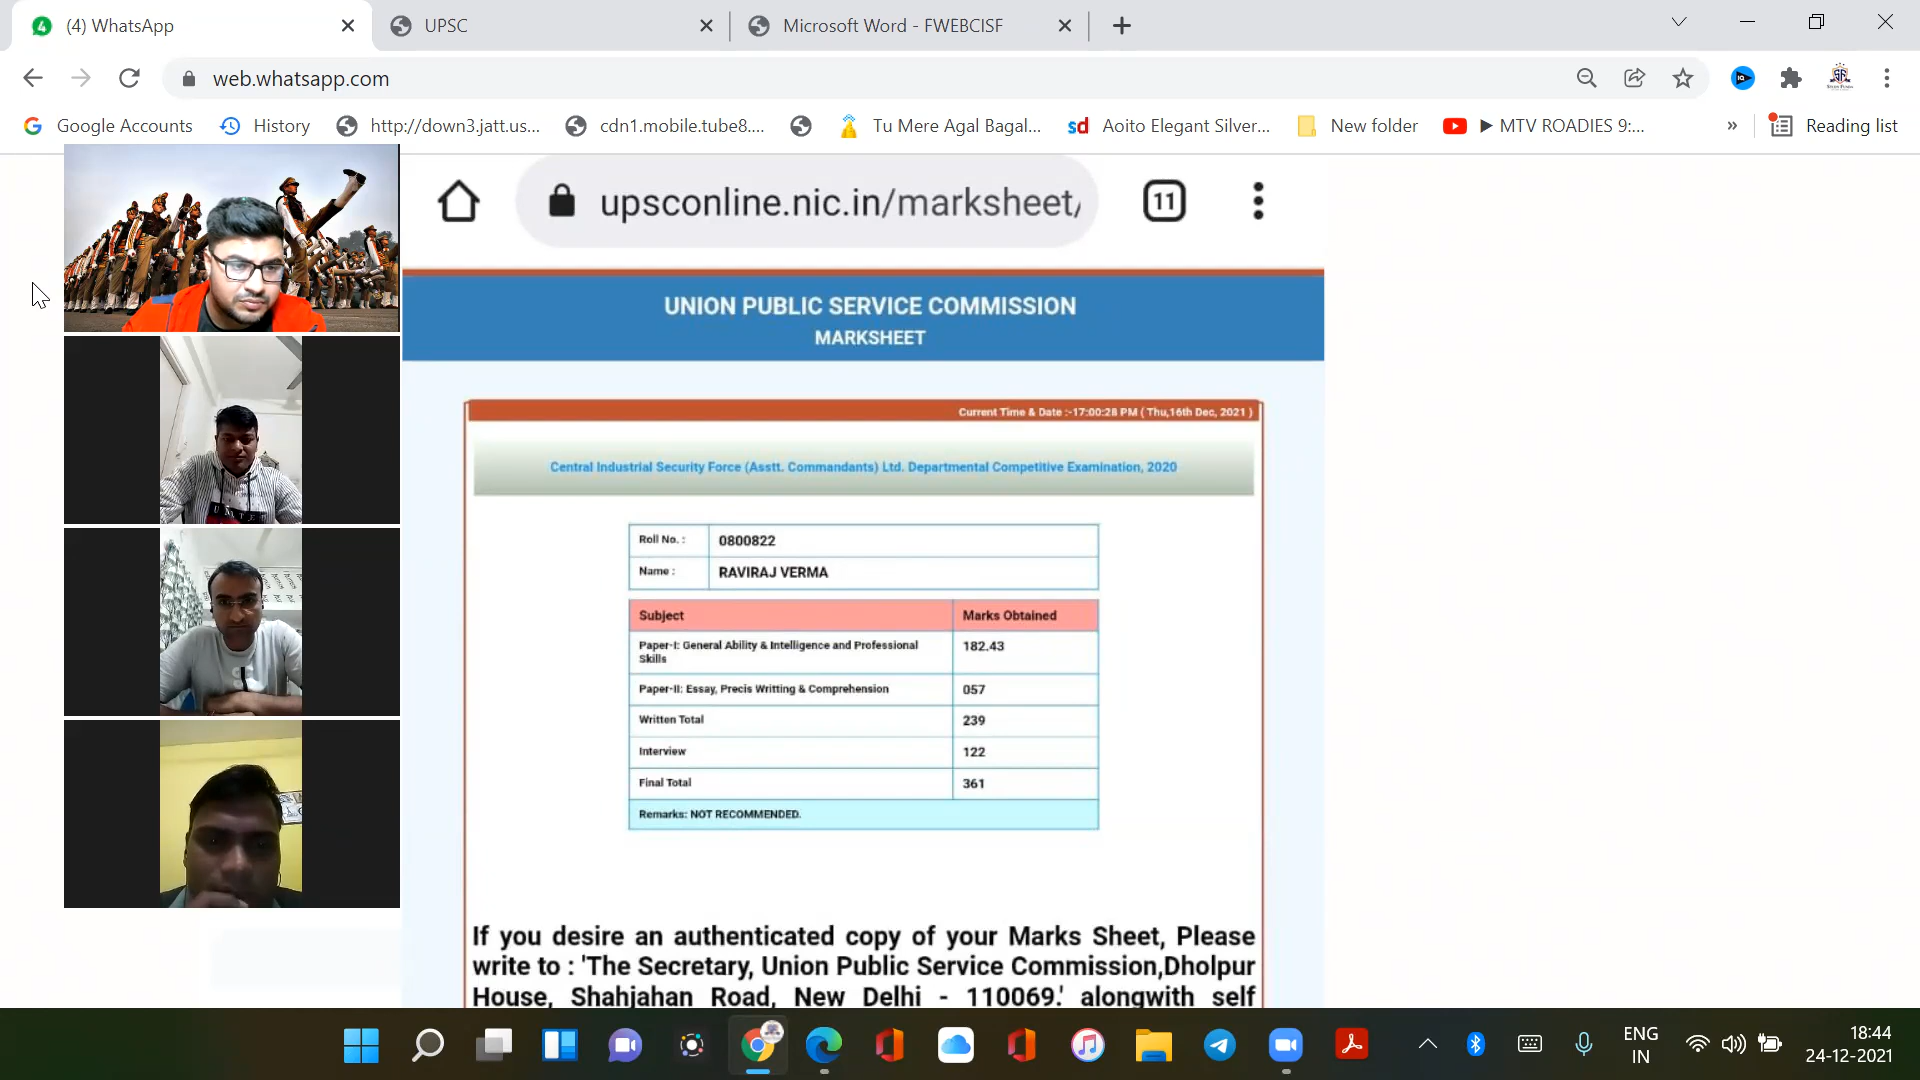 (4) WhatsApp
UPSC
Microsoft Word - FWEBCISF
web.whatsapp.com
Google Accounts
History
http://down3.jatt.us...
cdn1.mobile.tube8....
Tu Mere Agal Bagal...
sd Aoito Elegant Silver...
New folder
▶ MTV ROADIES 9:...
»
Reading list
upsconline.nic.in/marksheet/
11
UNION PUBLIC SERVICE COMMISSION
MARKSHEET
Current Time & Date :-17:00:28 PM ( Thu,16th Dec, 2021 )
Central Industrial Security Force (Asstt. Commandants) Ltd. Departmental Competitive Examination, 2020
Roll No. : 0800822
Name : RAVIRAJ VERMA
Subject Marks Obtained
Paper-I: General Ability & Intelligence and Professional
Skills 182.43
Paper-II: Essay, Precis Writting & Comprehension 057
Written Total 239
Interview 122
Final Total 361
Remarks: NOT RECOMMENDED.
If you desire an authenticated copy of your Marks Sheet, Please
write to : 'The Secretary, Union Public Service Commission,Dholpur
House, Shahjahan Road, New Delhi - 110069.' alongwith self
ENG
IN
18:44
24-12-2021